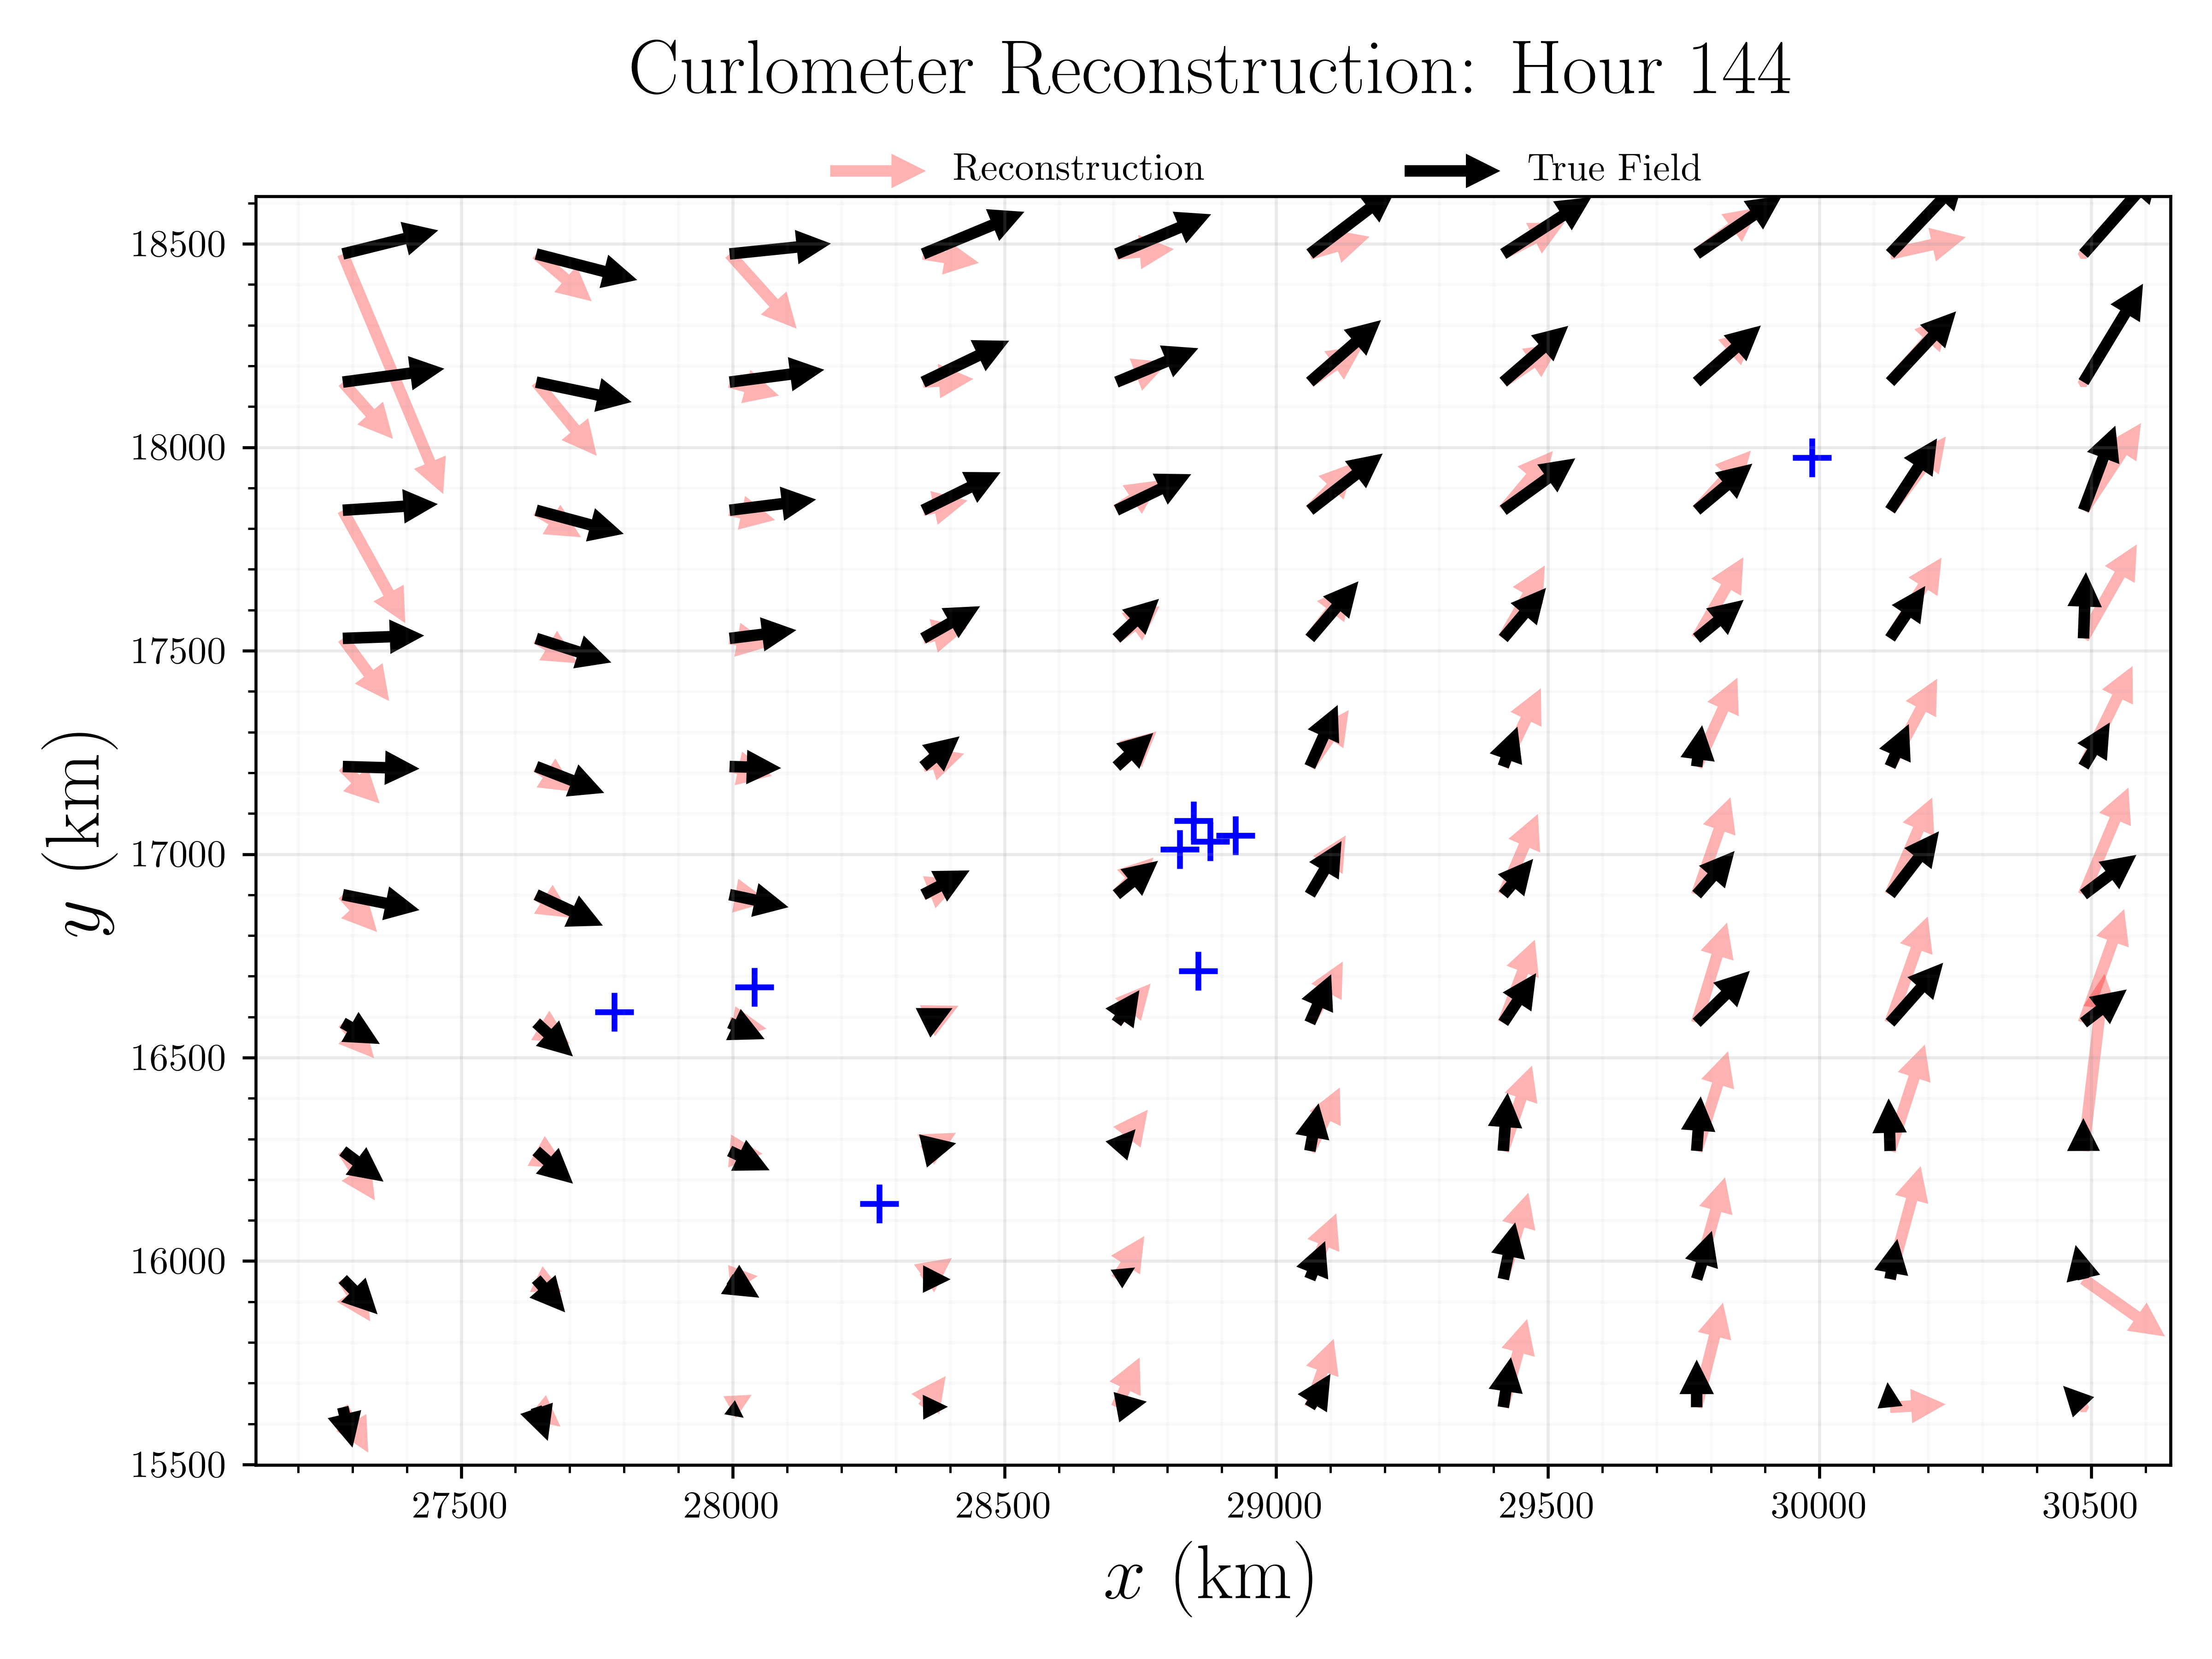 Curlometer Reconstruction: Hour 144
Reconstruction True Field
18500
18000
17500
17000
16500
16000
15500
y (km)
27500 28000 28500 29000 29500 30000 30500
x (km)